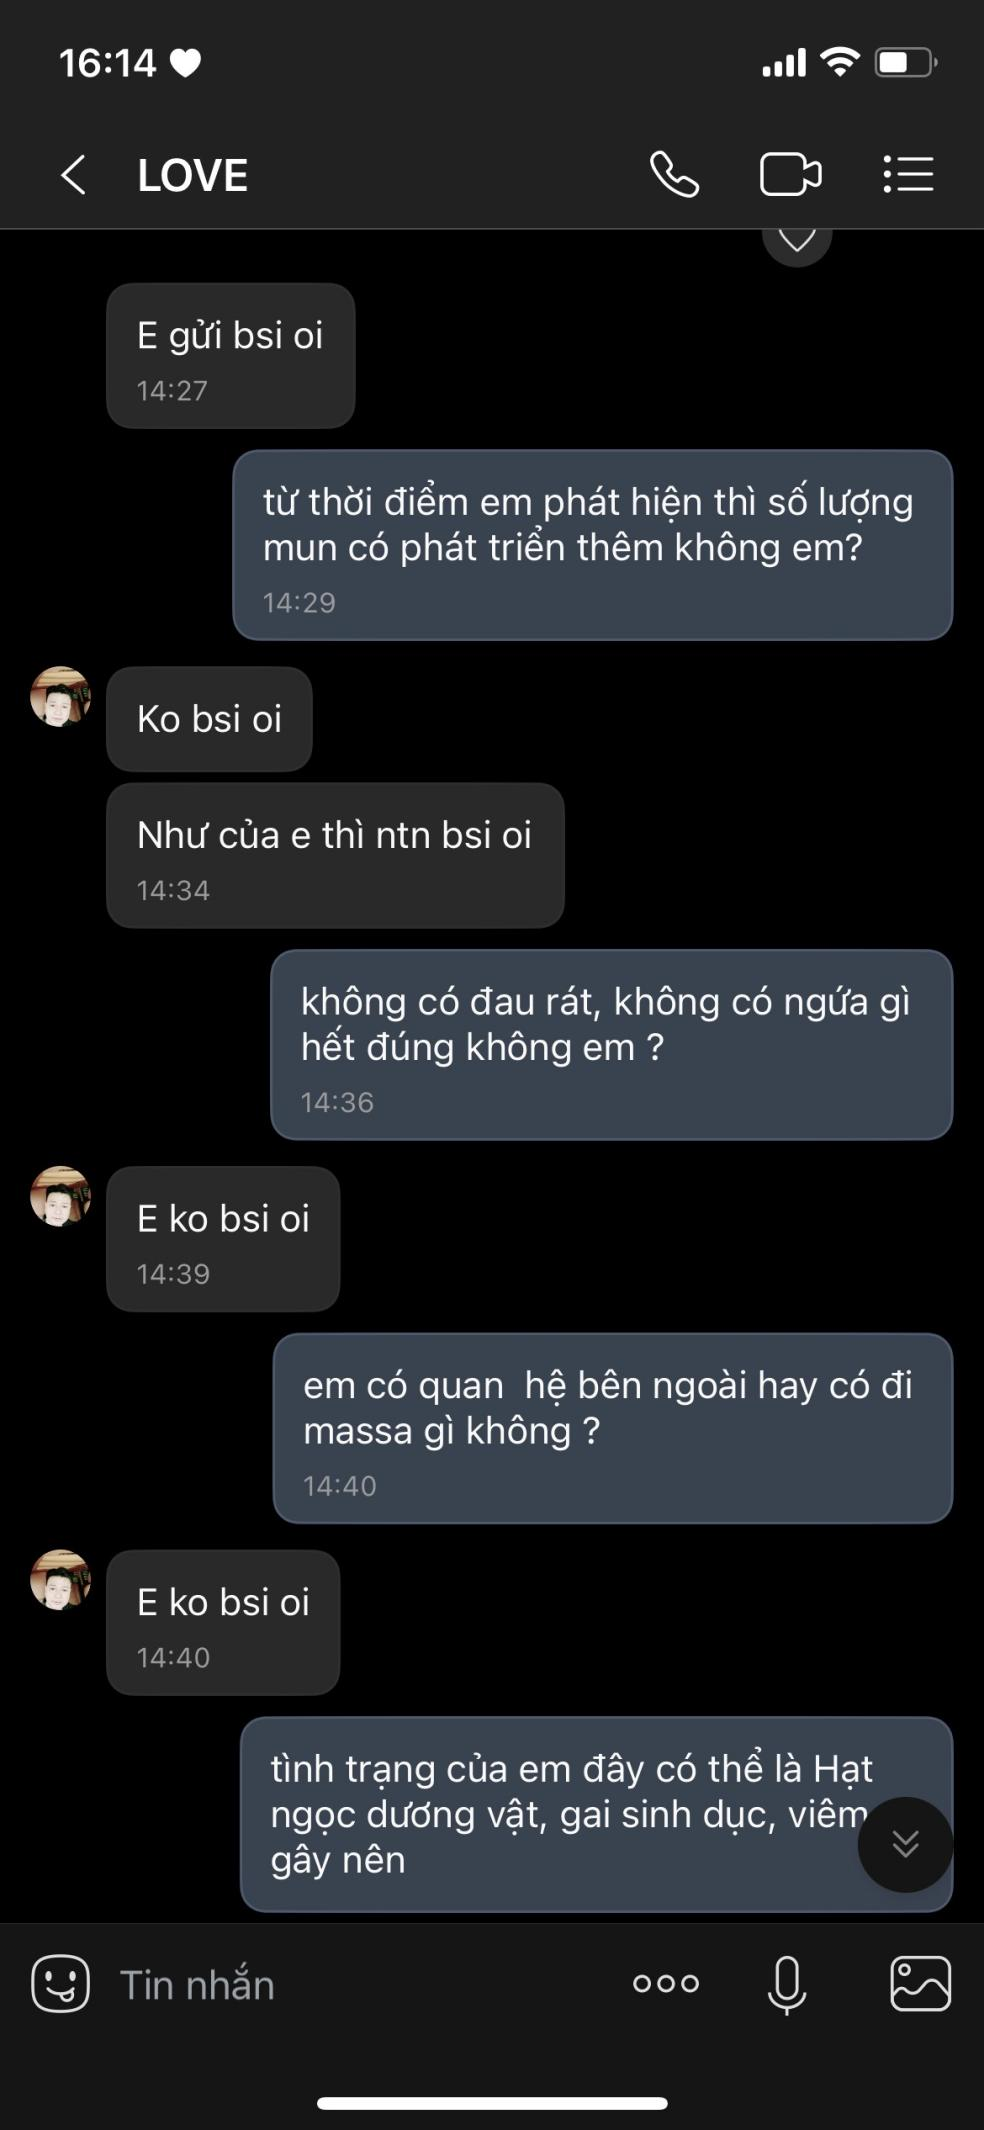 16:14
LOVE
E gửi bsi oi
14:27
từ thời điểm em phát hiện thì số lượng
mun có phát triển thêm không em?
14:29
Ko bsi oi
Như của e thì ntn bsi oi
14:34
không có đau rát, không có ngứa gì
hết đúng không em ?
14:36
E ko bsi oi
14:39
em có quan  hệ bên ngoài hay có đi
massa gì không ?
14:40
E ko bsi oi
14:40
tình trạng của em đây có thể là Hạt
ngọc dương vật, gai sinh dục, viêm
gây nên
Tin nhắn